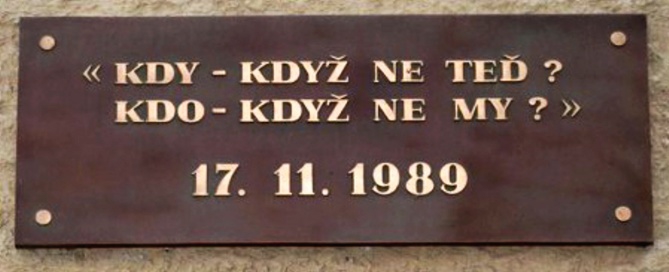 « KDY - KDYŽ NE TEĎ ?
KDO - KDYŽ NE MY ? »
17. 11. 1989